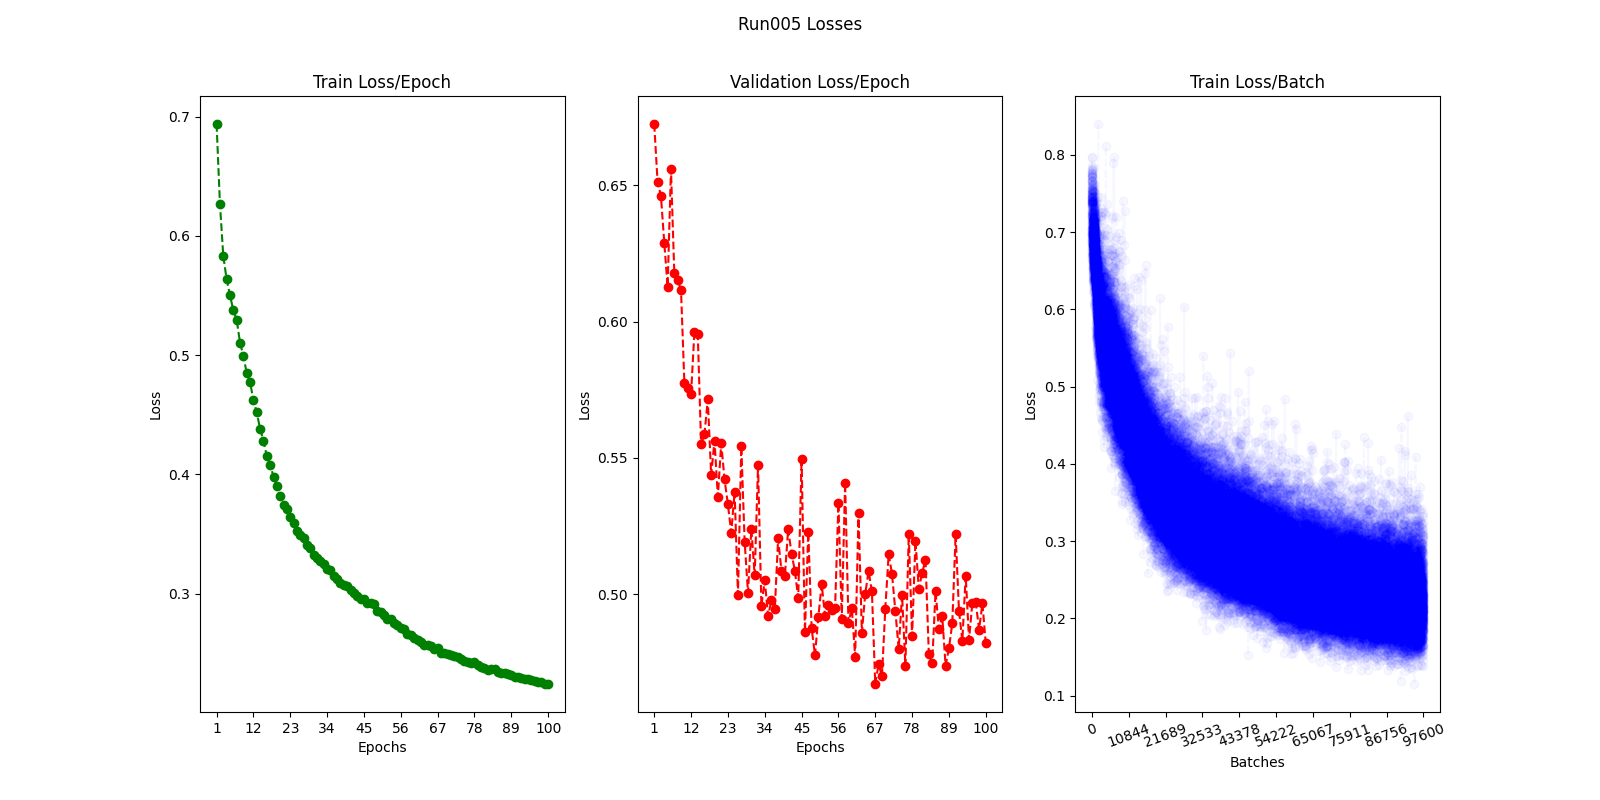 Run005 Losses
Train Loss/Epoch
Validation Loss/Epoch
Train Loss/Batch
0.7
0.6
0.5
0.4
0.3
Loss
1 12 23 34 45 56 67 78 89 100
Epochs
0.65
0.60
0.55
0.50
Loss
1 12 23 34 45 56 67 78 89 100
Epochs
0.8
0.7
0.6
0.5
0.4
0.3
0.2
0.1
Loss
0 10844 21689 32533 43378 54222 65067 75911 86756 97600
Batches